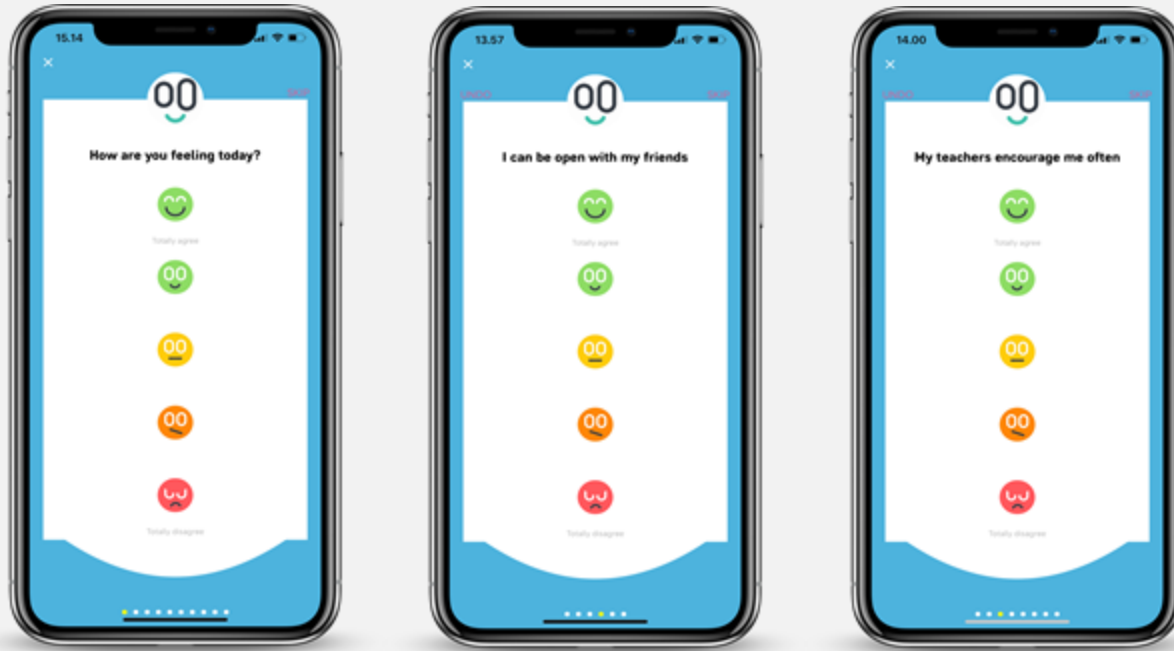 15.14
SKIP
How are you feeling today?
Totally agree
Totally disagree
13.57
UNDO
SKIP
I can be open with my friends
Totally agree
Totally disagree
14.00
UNDO
SKIP
My teachers encourage me often
Totally agree
Totally disagree